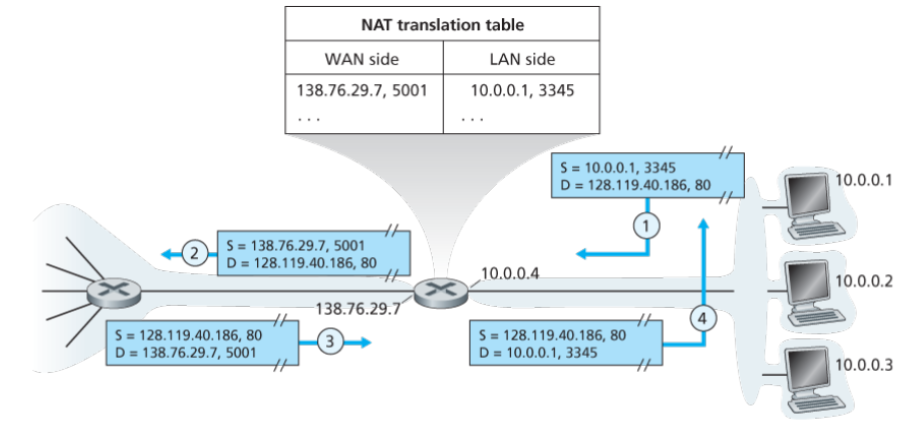 NAT translation table
WAN side
LAN side
138.76.29.7, 5001
10.0.0.1, 3345
. . .
. . .
S = 10.0.0.1, 3345
D = 128.119.40.186, 80
1
10.0.0.1
2
S = 138.76.29.7, 5001
D = 128.119.40.186, 80
10.0.0.4
10.0.0.2
138.76.29.7
S = 128.119.40.186, 80
D = 138.76.29.7, 5001
3
S = 128.119.40.186, 80
D = 10.0.0.1, 3345
4
10.0.0.3